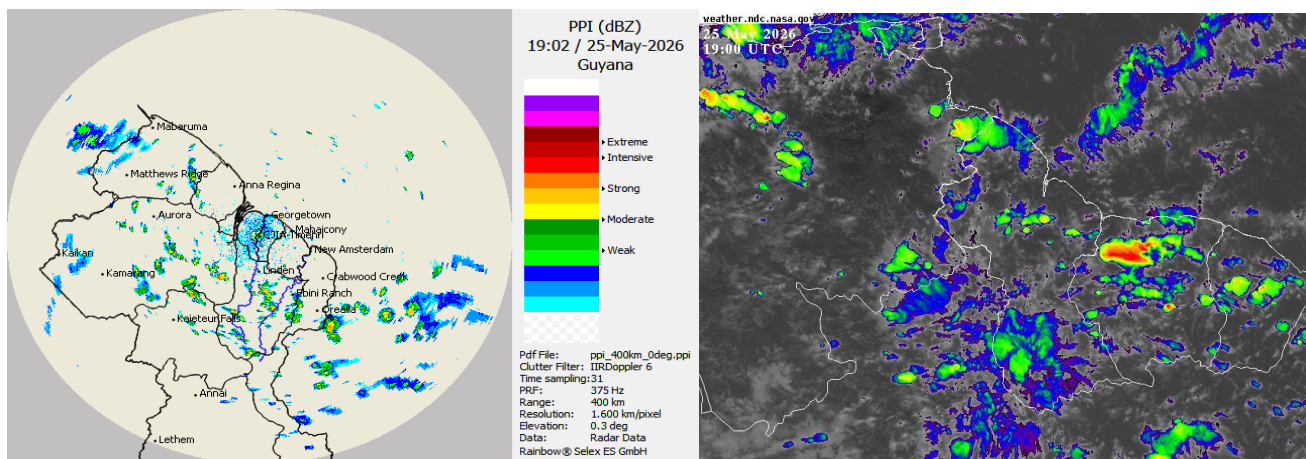 Mabaruma
Matthews Ridge
Anna Regina
Aurora
Georgetown
Mahaicony
CJIA-Timehri
New Amsterdam
Kaikan
Kamarang
Linden
Crabwood Creek
Ebini Ranch
Orealla
Kaieteur Falls
Annai
Lethem
PPI (dBZ)
19:02 / 25-May-2026
Guyana
Extreme
Intensive
Strong
Moderate
Weak
Pdf File: ppi_400km_0deg.ppi
Clutter Filter: IIRDoppler 6
Time sampling:31
PRF: 375 Hz
Range: 400 km
Resolution: 1.600 km/pixel
Elevation: 0.3 deg
Data: Radar Data
Rainbow® Selex ES GmbH
weather.ndc.nasa.gov
25 May 2026
19:00 UTC